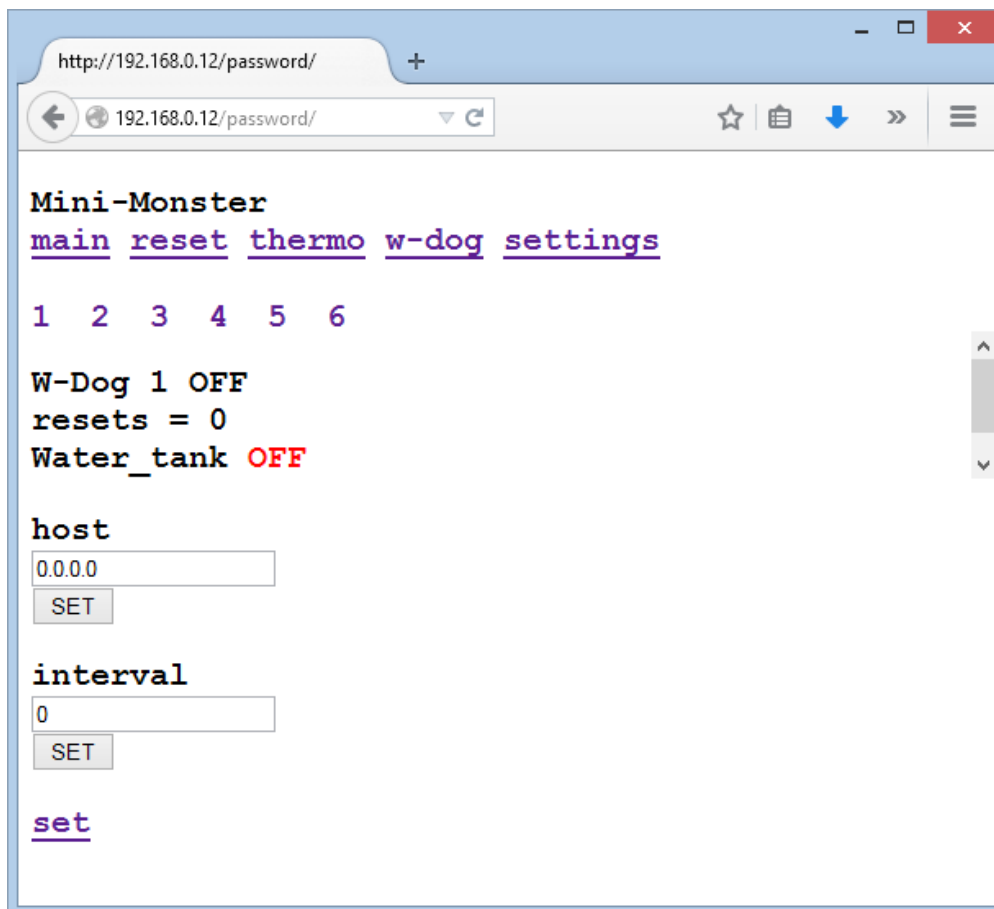 http://192.168.0.12/password/
192.168.0.12/password/
Mini-Monster
main reset thermo w-dog settings
1 2 3 4 5 6
W-Dog 1 OFF
resets = 0
Water_tank OFF
host
0.0.0.0
SET
interval
0
SET
set